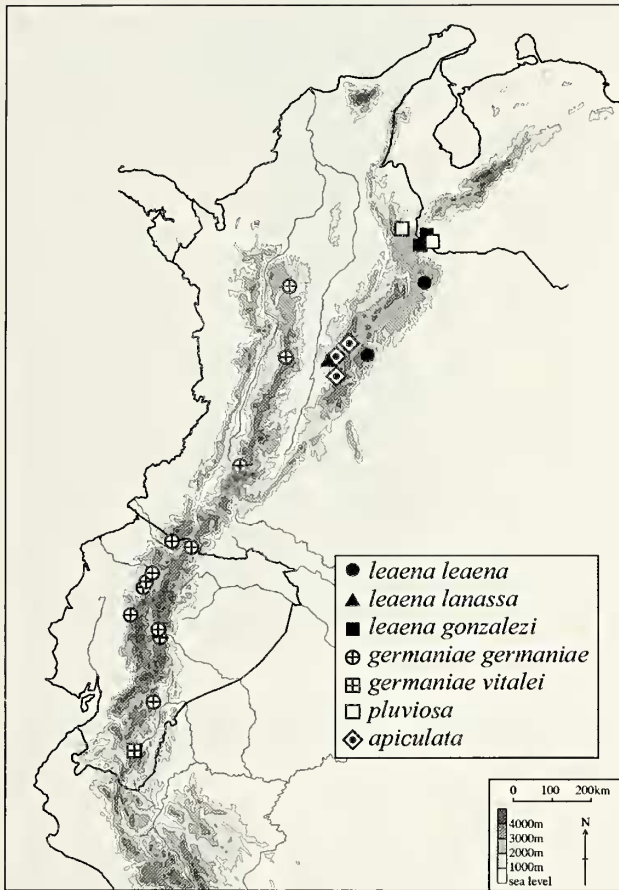 leaena leaena
leaena lanassa
leaena gonzalezi
germaniae germaniae
germaniae vitalei
pluviosa
apiculata
0 100 200km
4000m
3000m
2000m
1000m
sea level
N